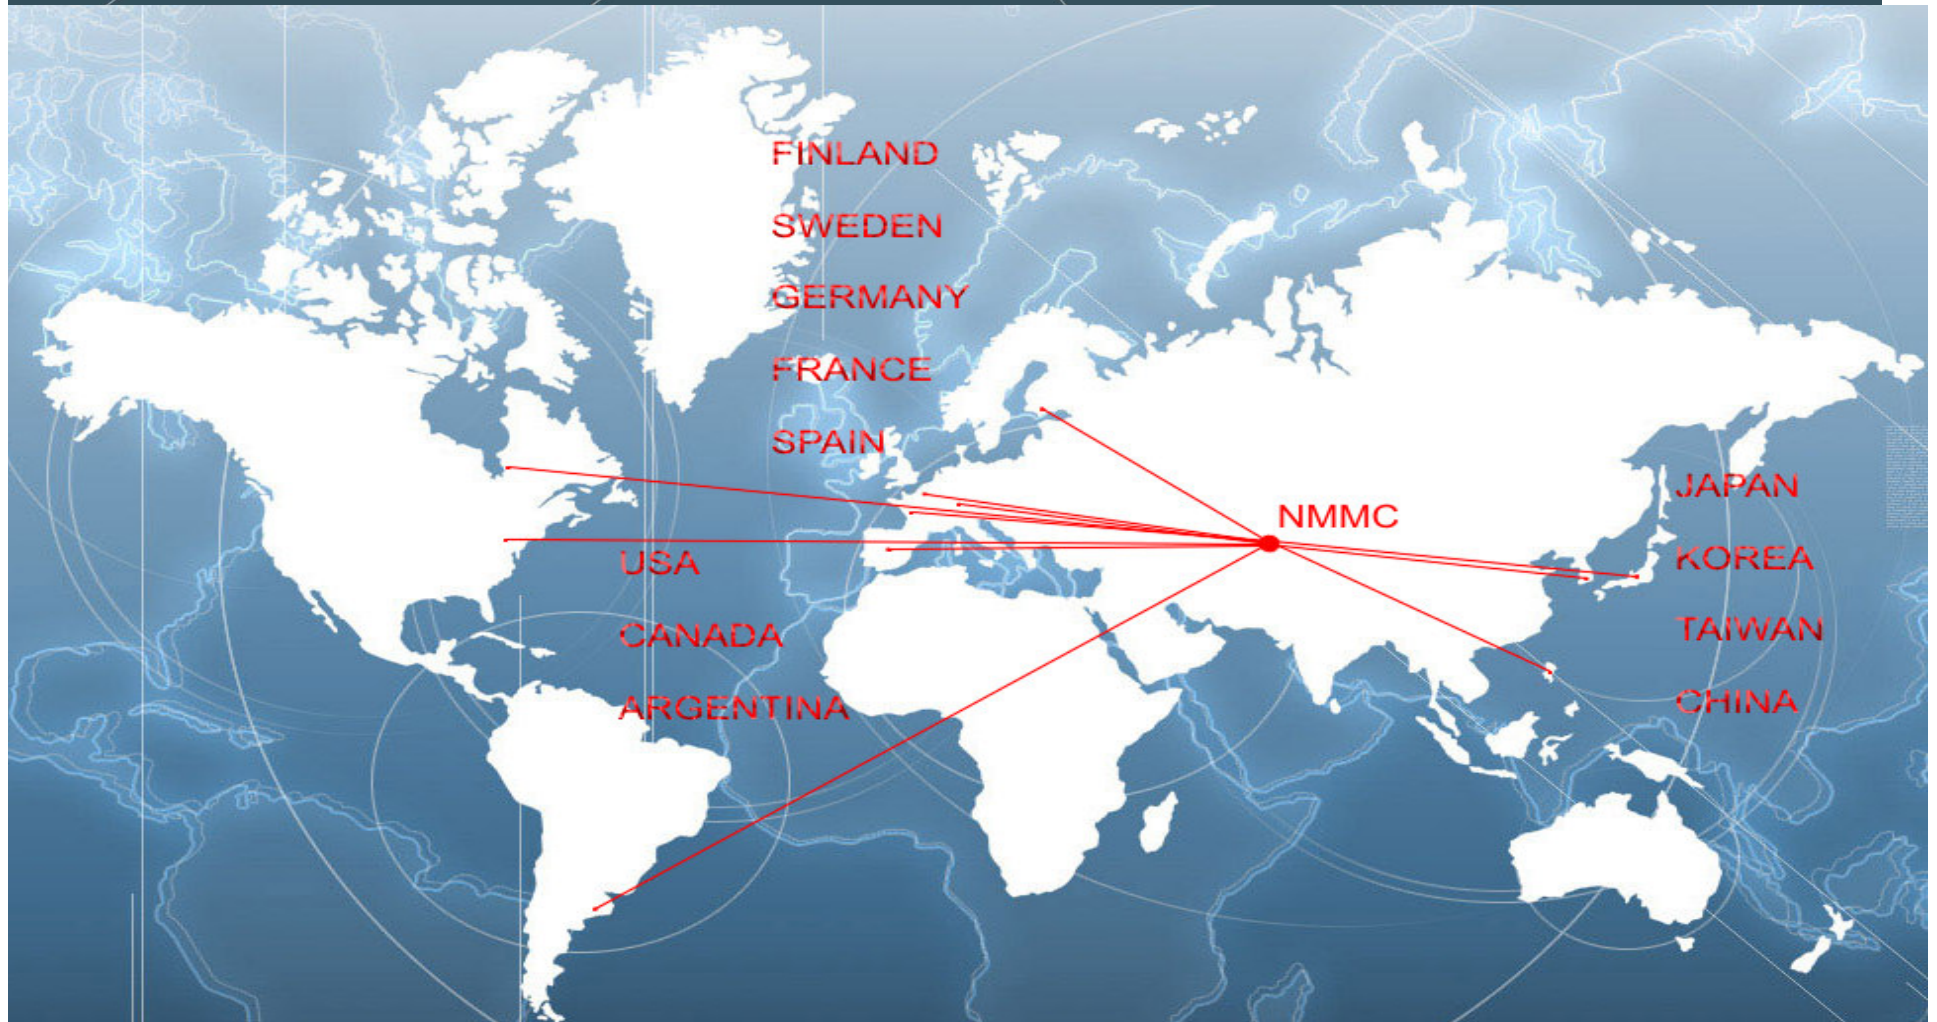 FINLAND
SWEDEN
GERMANY
FRANCE
SPAIN
USA
CANADA
ARGENTINA
NMMC
JAPAN
KOREA
TAIWAN
CHINA